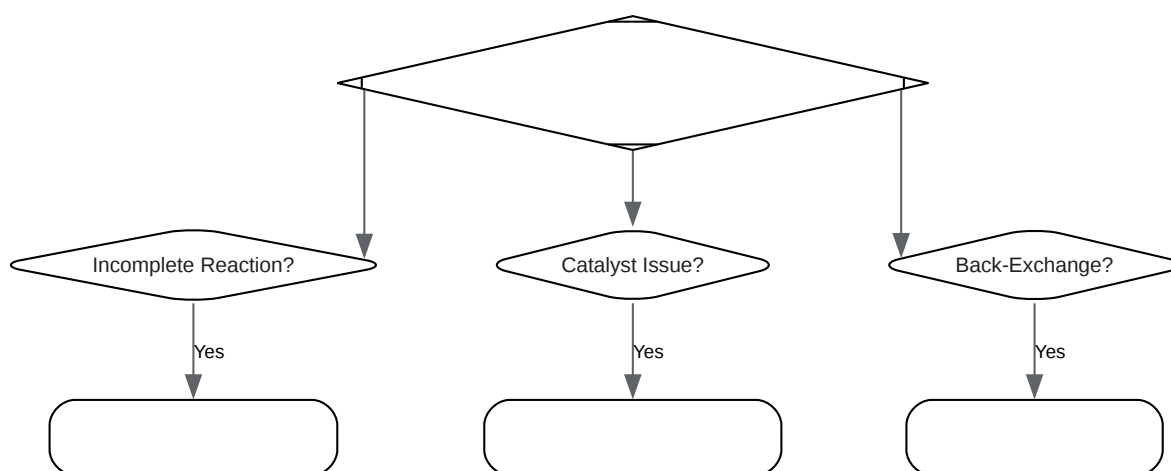 Incomplete Reaction?
Catalyst Issue?
Back-Exchange?
Yes
Yes
Yes